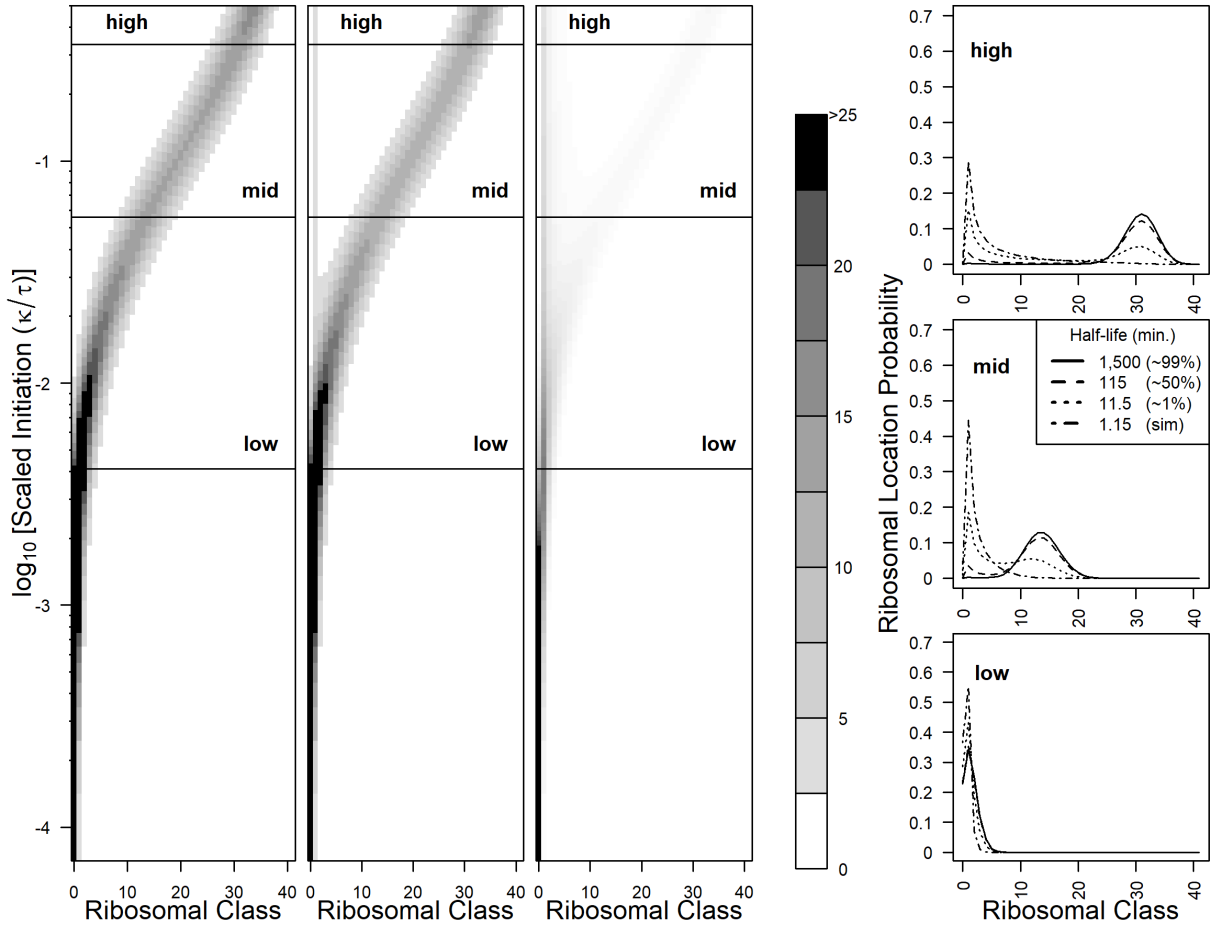 log₁₀ [Scaled Initiation (κ/τ)]
-1
-2
-3
-4
high
mid
low
0 10 20 30 40
Ribosomal Class
high
mid
low
0 10 20 30 40
Ribosomal Class
high
mid
low
0 10 20 30 40
Ribosomal Class
>25
20
15
10
5
0
Ribosomal Location Probability
high
0.7
0.6
0.5
0.4
0.3
0.2
0.1
0
0 10 20 30 40
mid
0.7
0.6
0.5
0.4
0.3
0.2
0.1
0
Half-life (min.)
1,500 (~99%)
115 (~50%)
11.5 (~1%)
1.15 (sim)
0 10 20 30 40
low
0.7
0.6
0.5
0.4
0.3
0.2
0.1
0
0 10 20 30 40
Ribosomal Class